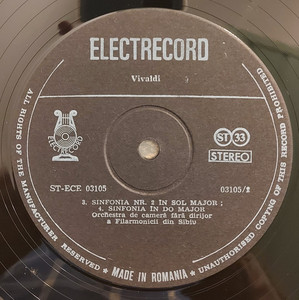 ELECTRECORD
Vivaldi
ELECTRECORD
ST 33
STEREO
ST-ECE 03105
03105/2
3. SINFONIA NR. 2 ÎN SOL MAJOR ;
4. SINFONIA ÎN DO MAJOR
Orchestra de cameră fără dirijor
a Filarmonicii din Sibiu
ALL RIGHTS OF THE MANUFACTURER RESERVED ★ MADE IN ROMANIA ★ UNAUTHORISED COPYNG OF THIS RECORD PROHIBITED